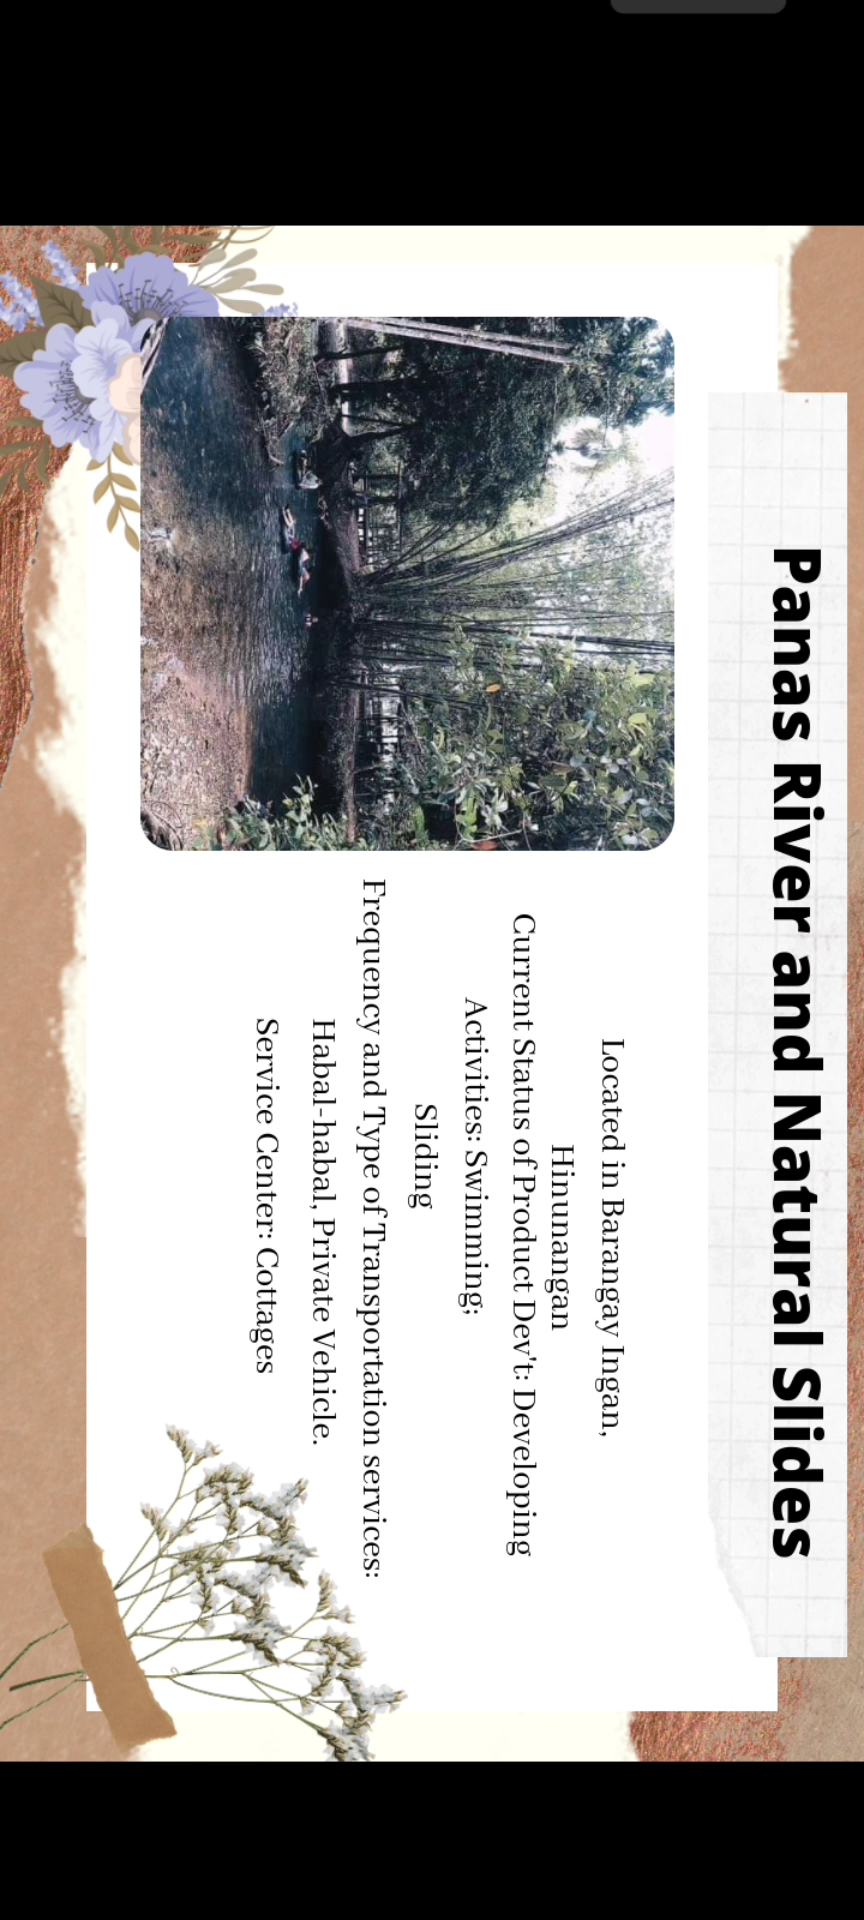 Panas River and Natural Slides
Located in Barangay Ingan,
Hinunangan
Current Status of Product Dev't: Developing
Activities: Swimming;
Sliding
Frequency and Type of Transportation services:
Habal-habal, Private Vehicle.
Service Center: Cottages